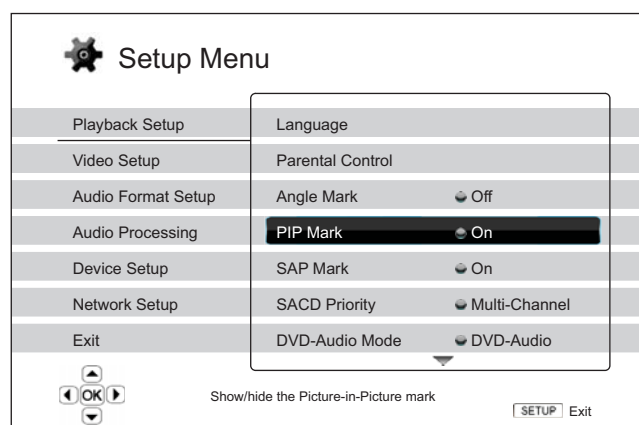 Setup Menu
Playback Setup
Video Setup
Audio Format Setup
Audio Processing
Device Setup
Network Setup
Exit
Language
Parental Control
Angle Mark Off
PIP Mark On
SAP Mark On
SACD Priority Multi-Channel
DVD-Audio Mode DVD-Audio
OK
Show/hide the Picture-in-Picture mark
SETUP Exit